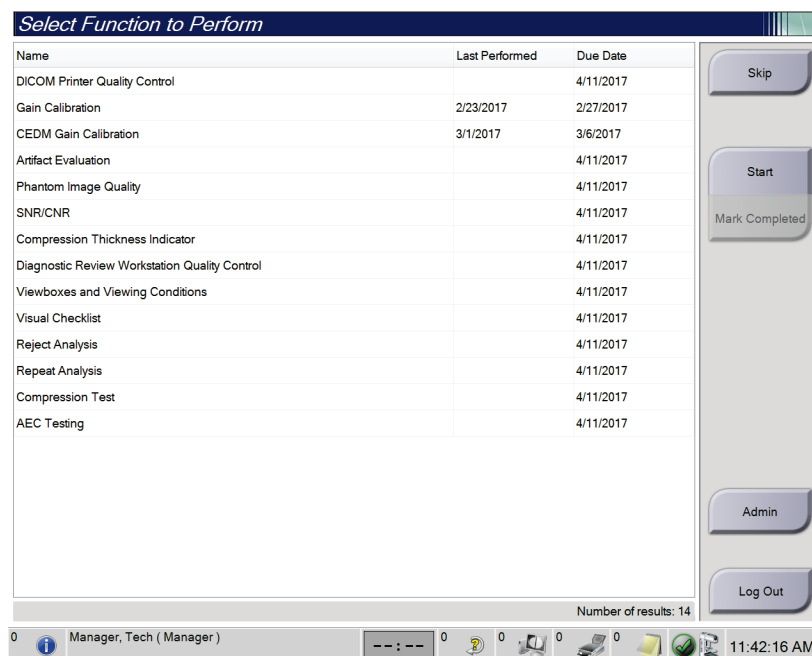 Select Function to Perform
Name Last Performed Due Date
DICOM Printer Quality Control 4/11/2017
Gain Calibration 2/23/2017 2/27/2017
CEDM Gain Calibration 3/1/2017 3/6/2017
Artifact Evaluation 4/11/2017
Phantom Image Quality 4/11/2017
SNR/CNR 4/11/2017
Compression Thickness Indicator 4/11/2017
Diagnostic Review Workstation Quality Control 4/11/2017
Viewboxes and Viewing Conditions 4/11/2017
Visual Checklist 4/11/2017
Reject Analysis 4/11/2017
Repeat Analysis 4/11/2017
Compression Test 4/11/2017
AEC Testing 4/11/2017
Number of results: 14
Skip
Start
Mark Completed
Admin
Log Out
0 Manager, Tech ( Manager ) --:-- 0 0 0 0 11:42:16 AM